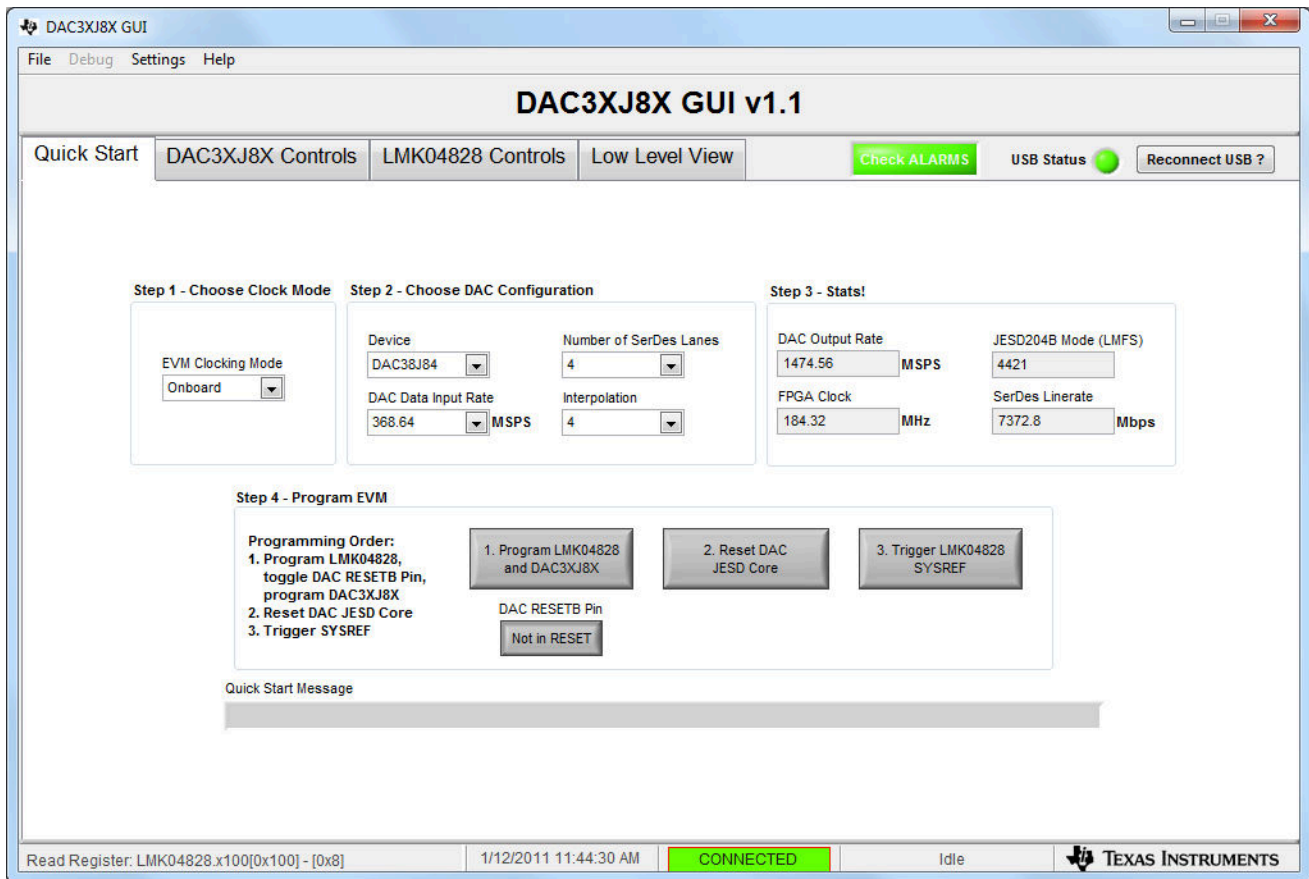 DAC3XJ8X GUI
File Debug Settings Help
DAC3XJ8X GUI v1.1
Quick Start DAC3XJ8X Controls LMK04828 Controls Low Level View Check ALARMS USB Status Reconnect USB ?
Step 1 - Choose Clock Mode
EVM Clocking Mode
Onboard
Step 2 - Choose DAC Configuration
Device
DAC38J84
Number of SerDes Lanes
4
DAC Data Input Rate
368.64 MSPS
Interpolation
4
Step 3 - Stats!
DAC Output Rate
1474.56 MSPS
JESD204B Mode (LMFS)
4421
FPGA Clock
184.32 MHz
SerDes Linerate
7372.8 Mbps
Step 4 - Program EVM
Programming Order:
1. Program LMK04828,
toggle DAC RESETB Pin,
program DAC3XJ8X
2. Reset DAC JESD Core
3. Trigger SYSREF
1. Program LMK04828
and DAC3XJ8X
2. Reset DAC
JESD Core
3. Trigger LMK04828
SYSREF
DAC RESETB Pin
Not in RESET
Quick Start Message
Read Register: LMK04828.x100[0x100] - [0x8] 1/12/2011 11:44:30 AM CONNECTED Idle TEXAS INSTRUMENTS